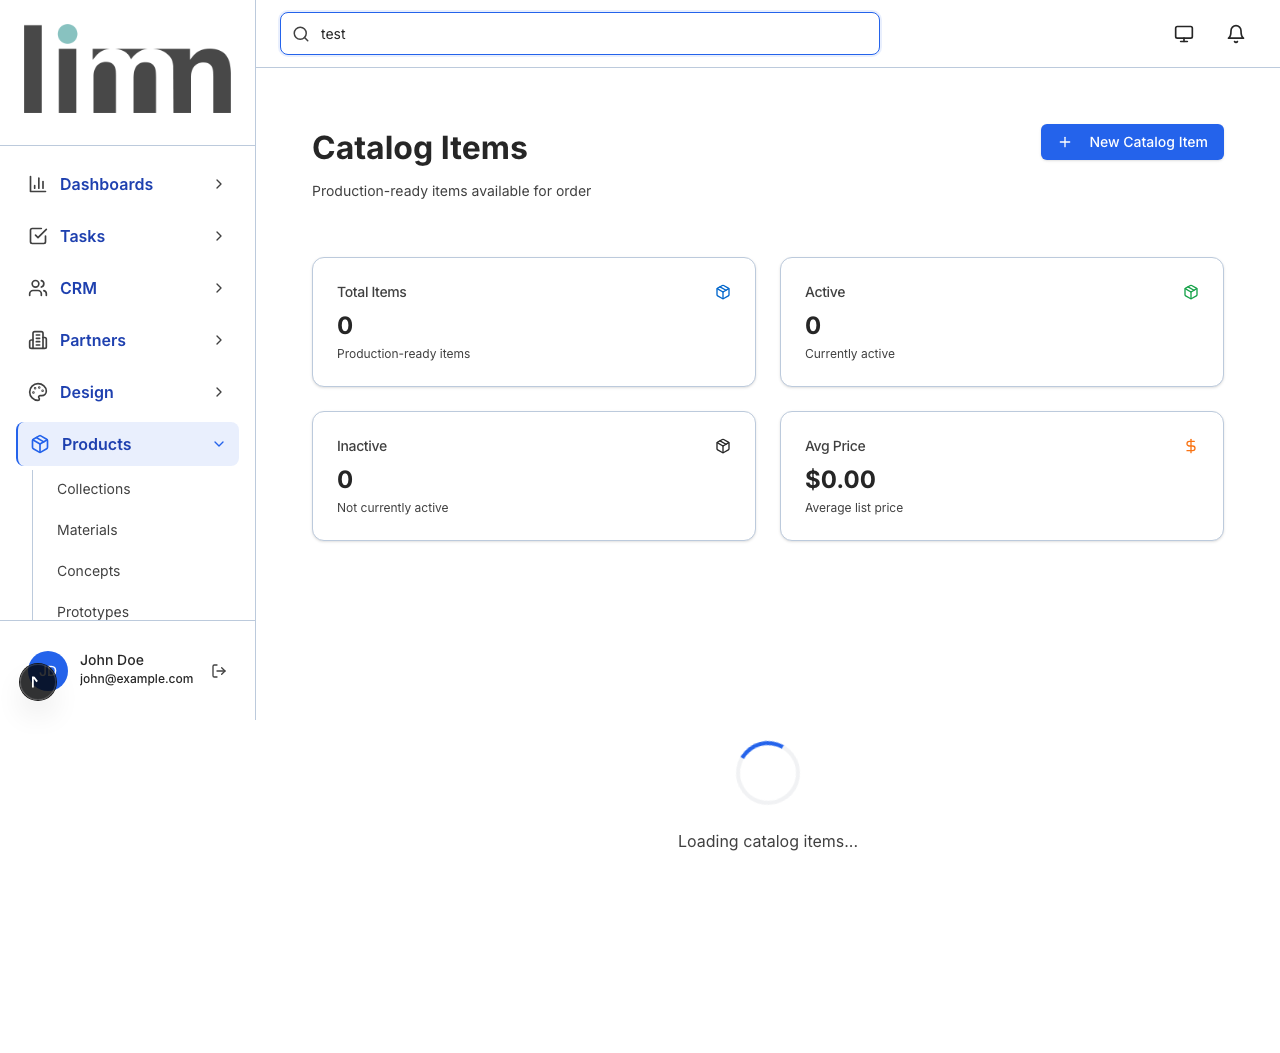 limn
test
Dashboards
Tasks
CRM
Partners
Design
Products
Collections
Materials
Concepts
Prototypes
John Doe
john@example.com
Catalog Items
Production-ready items available for order
New Catalog Item
Total Items
0
Production-ready items
Active
0
Currently active
Inactive
0
Not currently active
Avg Price
$0.00
Average list price
Loading catalog items...